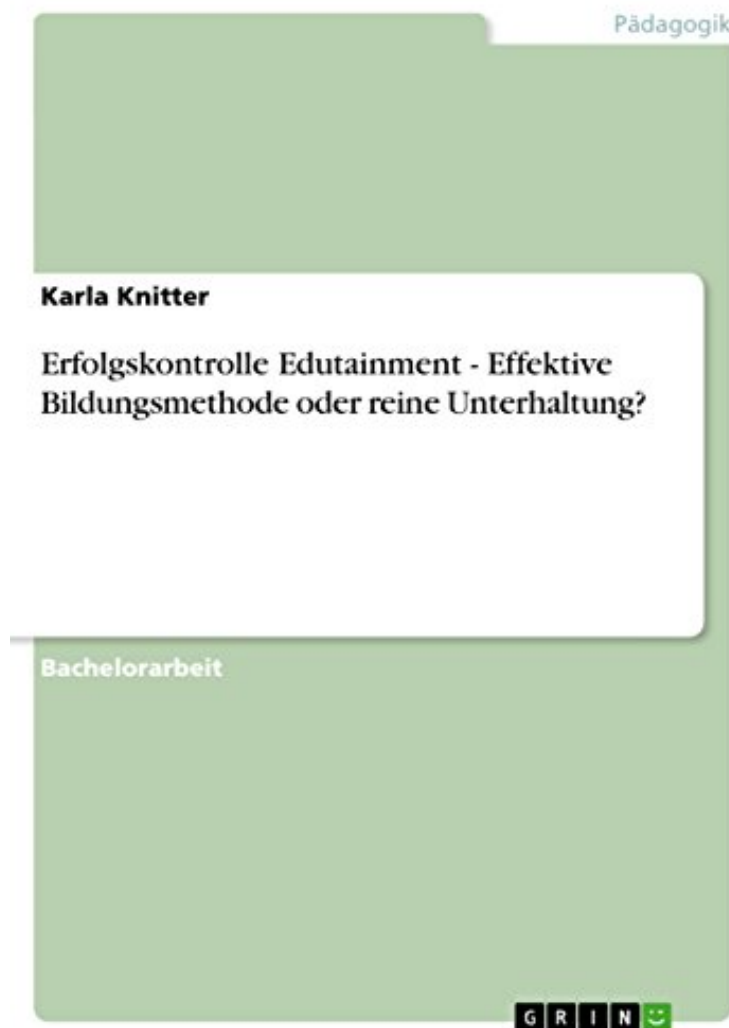 Pädagogik
Karla Knitter
Erfolgskontrolle Edutainment - Effektive
Bildungsmethode oder reine Unterhaltung?
Bachelorarbeit
GRIN